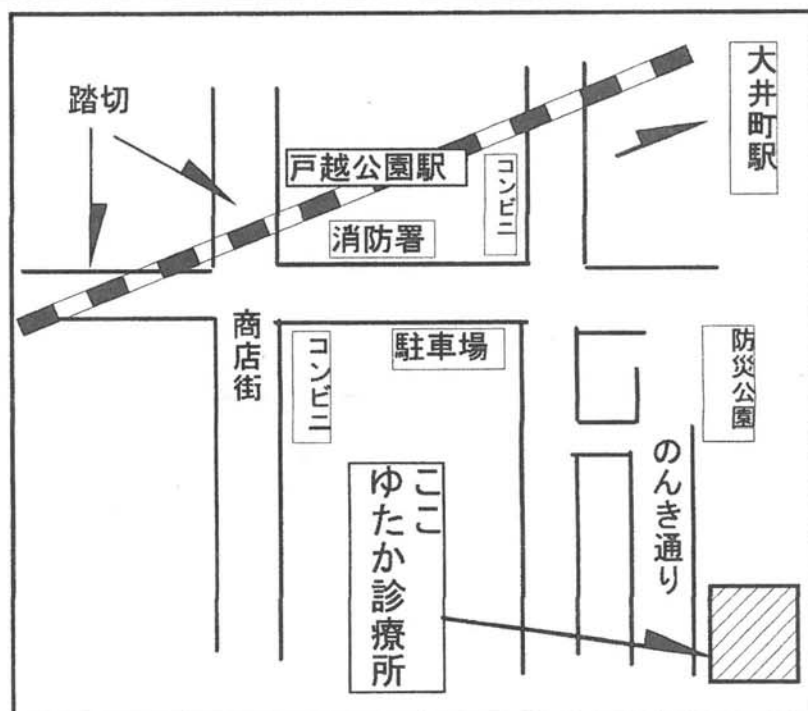 踏切
戸越公園駅
コンビニ
大井町駅
消防署
商店街
コンビニ
駐車場
防災公園
のんき通り
ここ
ゆたか診療所